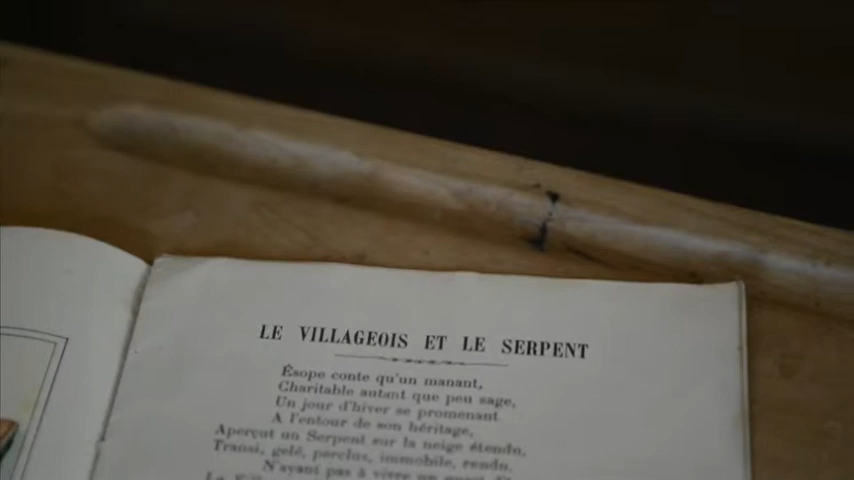 LE VILLAGEOIS ET LE SERPENT
Ésope conte qu'un manant,
Charitable autant que peu sage,
Un jour d'hiver se promenant
A l'entour de son héritage,
Aperçut un Serpent sur la neige étendu,
Transi, gelé, perclus, immobile, rendu,
N'ayant pas à vivre un quart d'